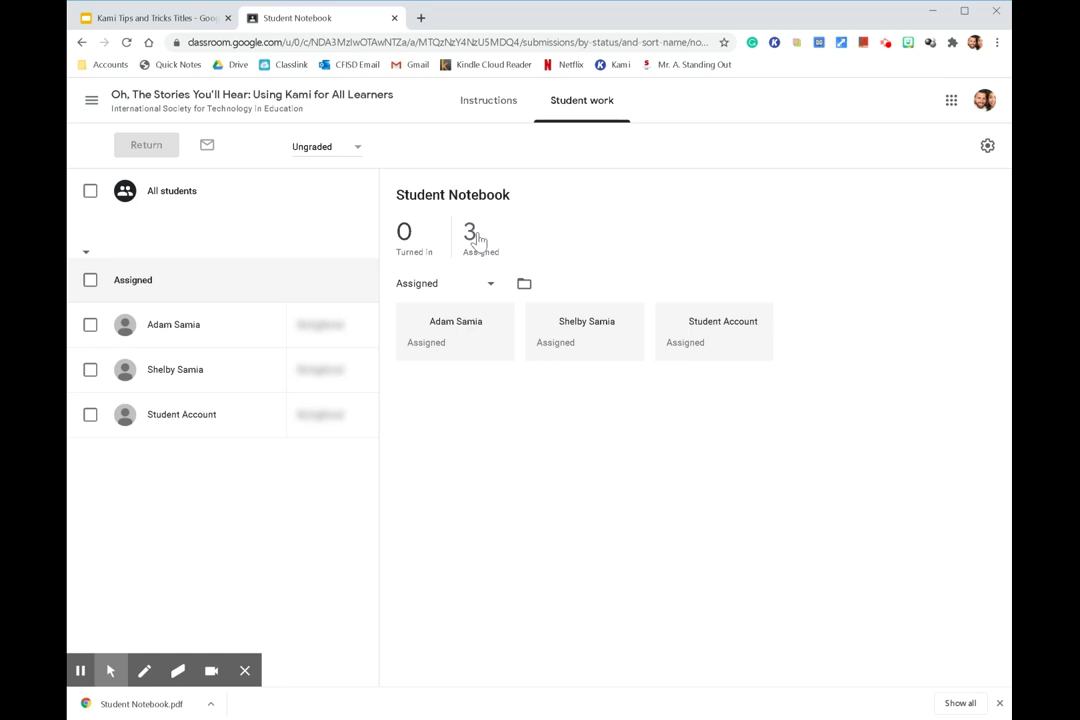 Kami Tips and Tricks Titles - Goog
Student Notebook
classroom.google.com/u/0/c/NDA3MzIwOTAwNTZa/a/MTQzNzY4NzU5MDQ4/submissions/by-status/and-sort-name/no...
Accounts Quick Notes Drive Classlink CFISD Email Gmail Kindle Cloud Reader Netflix Kami Mr. A. Standing Out
Oh, The Stories You'll Hear: Using Kami for All Learners
International Society for Technology in Education
Instructions
Student work
Return
Ungraded
All students
Student Notebook
0
3
Turned in
Assigned
Assigned
Assigned
Adam Samia
Shelby Samia
Student Account
Adam Samia
Assigned
Shelby Samia
Assigned
Student Account
Assigned
Student Notebook.pdf
Show all